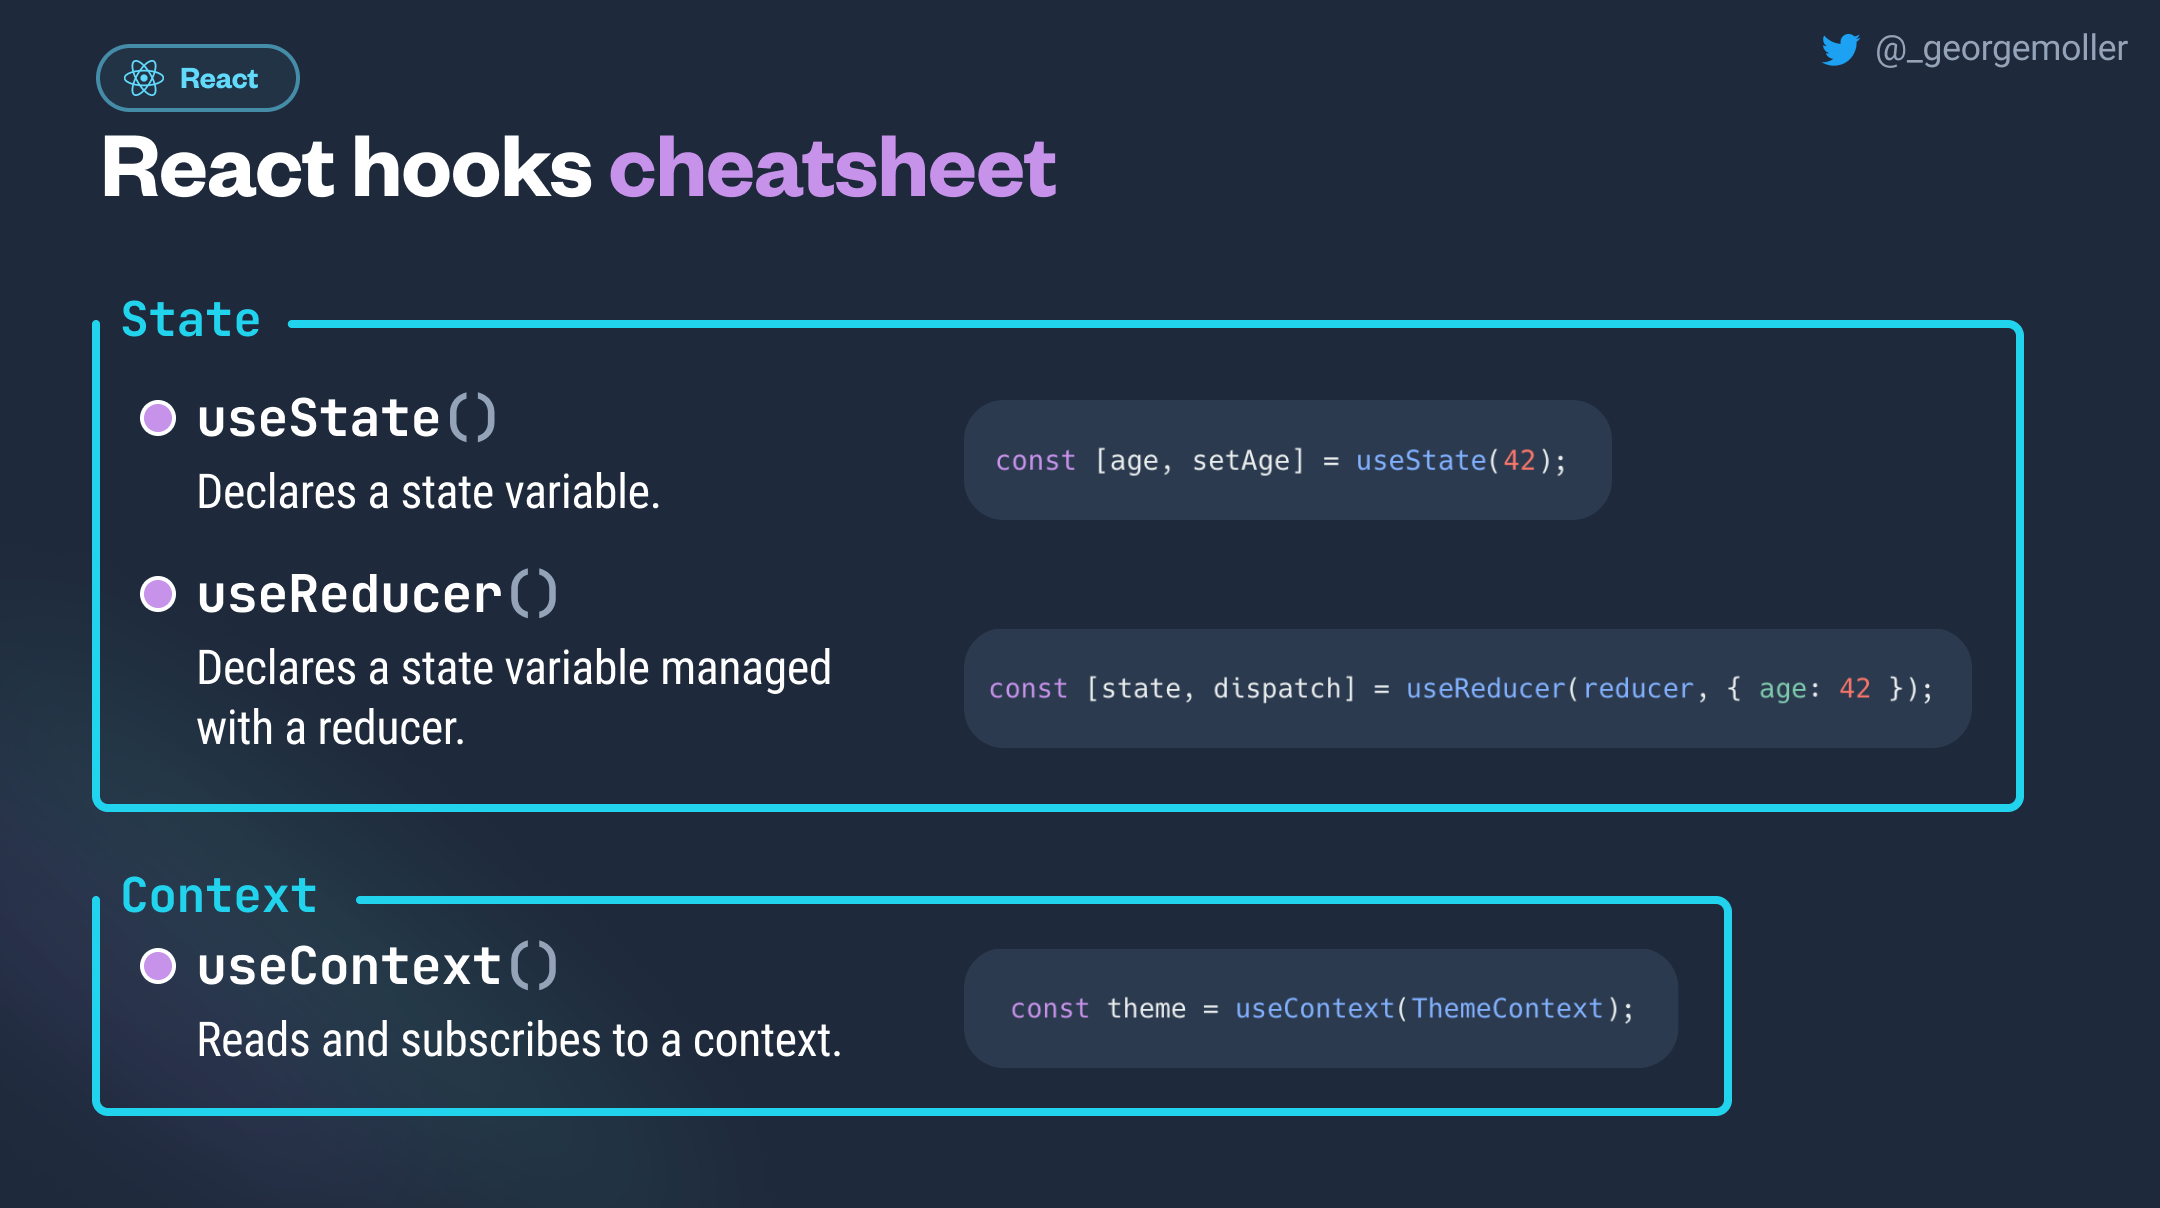 React
@_georgemoller
React hooks cheatsheet
State
useState()
Declares a state variable.
const [age, setAge] = useState(42);
useReducer()
Declares a state variable managed
with a reducer.
const [state, dispatch] = useReducer(reducer, { age: 42 });
Context
useContext()
Reads and subscribes to a context.
const theme = useContext(ThemeContext);